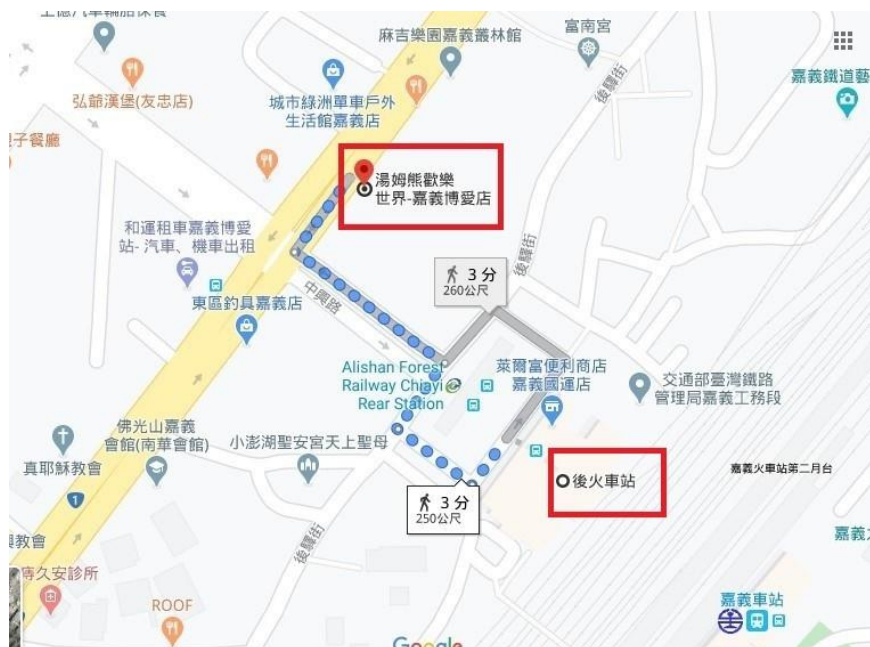 麻吉樂園嘉義叢林館
富南宮
嘉義鐵道藝
弘爺漢堡(友忠店)
城市綠洲單車戶外
生活館嘉義店
後驛街
子餐廳
湯姆熊歡樂
世界-嘉義博愛店
和運租車嘉義博愛
站- 汽車、機車出租
後驛街
3 分
260公尺
中興路
東區釣具嘉義店
Alishan Forest
Railway Chiayi
Rear Station
萊爾富便利商店
嘉義國運店
交通部臺灣鐵路
管理局嘉義工務段
佛光山嘉義
會館(南華會館)
小澎湖聖安宮天上聖母
真耶穌教會
後火車站
嘉義火車站第二月台
1
3 分
250公尺
教會
後驛街
嘉義
久安診所
ROOF
嘉義車站
Google